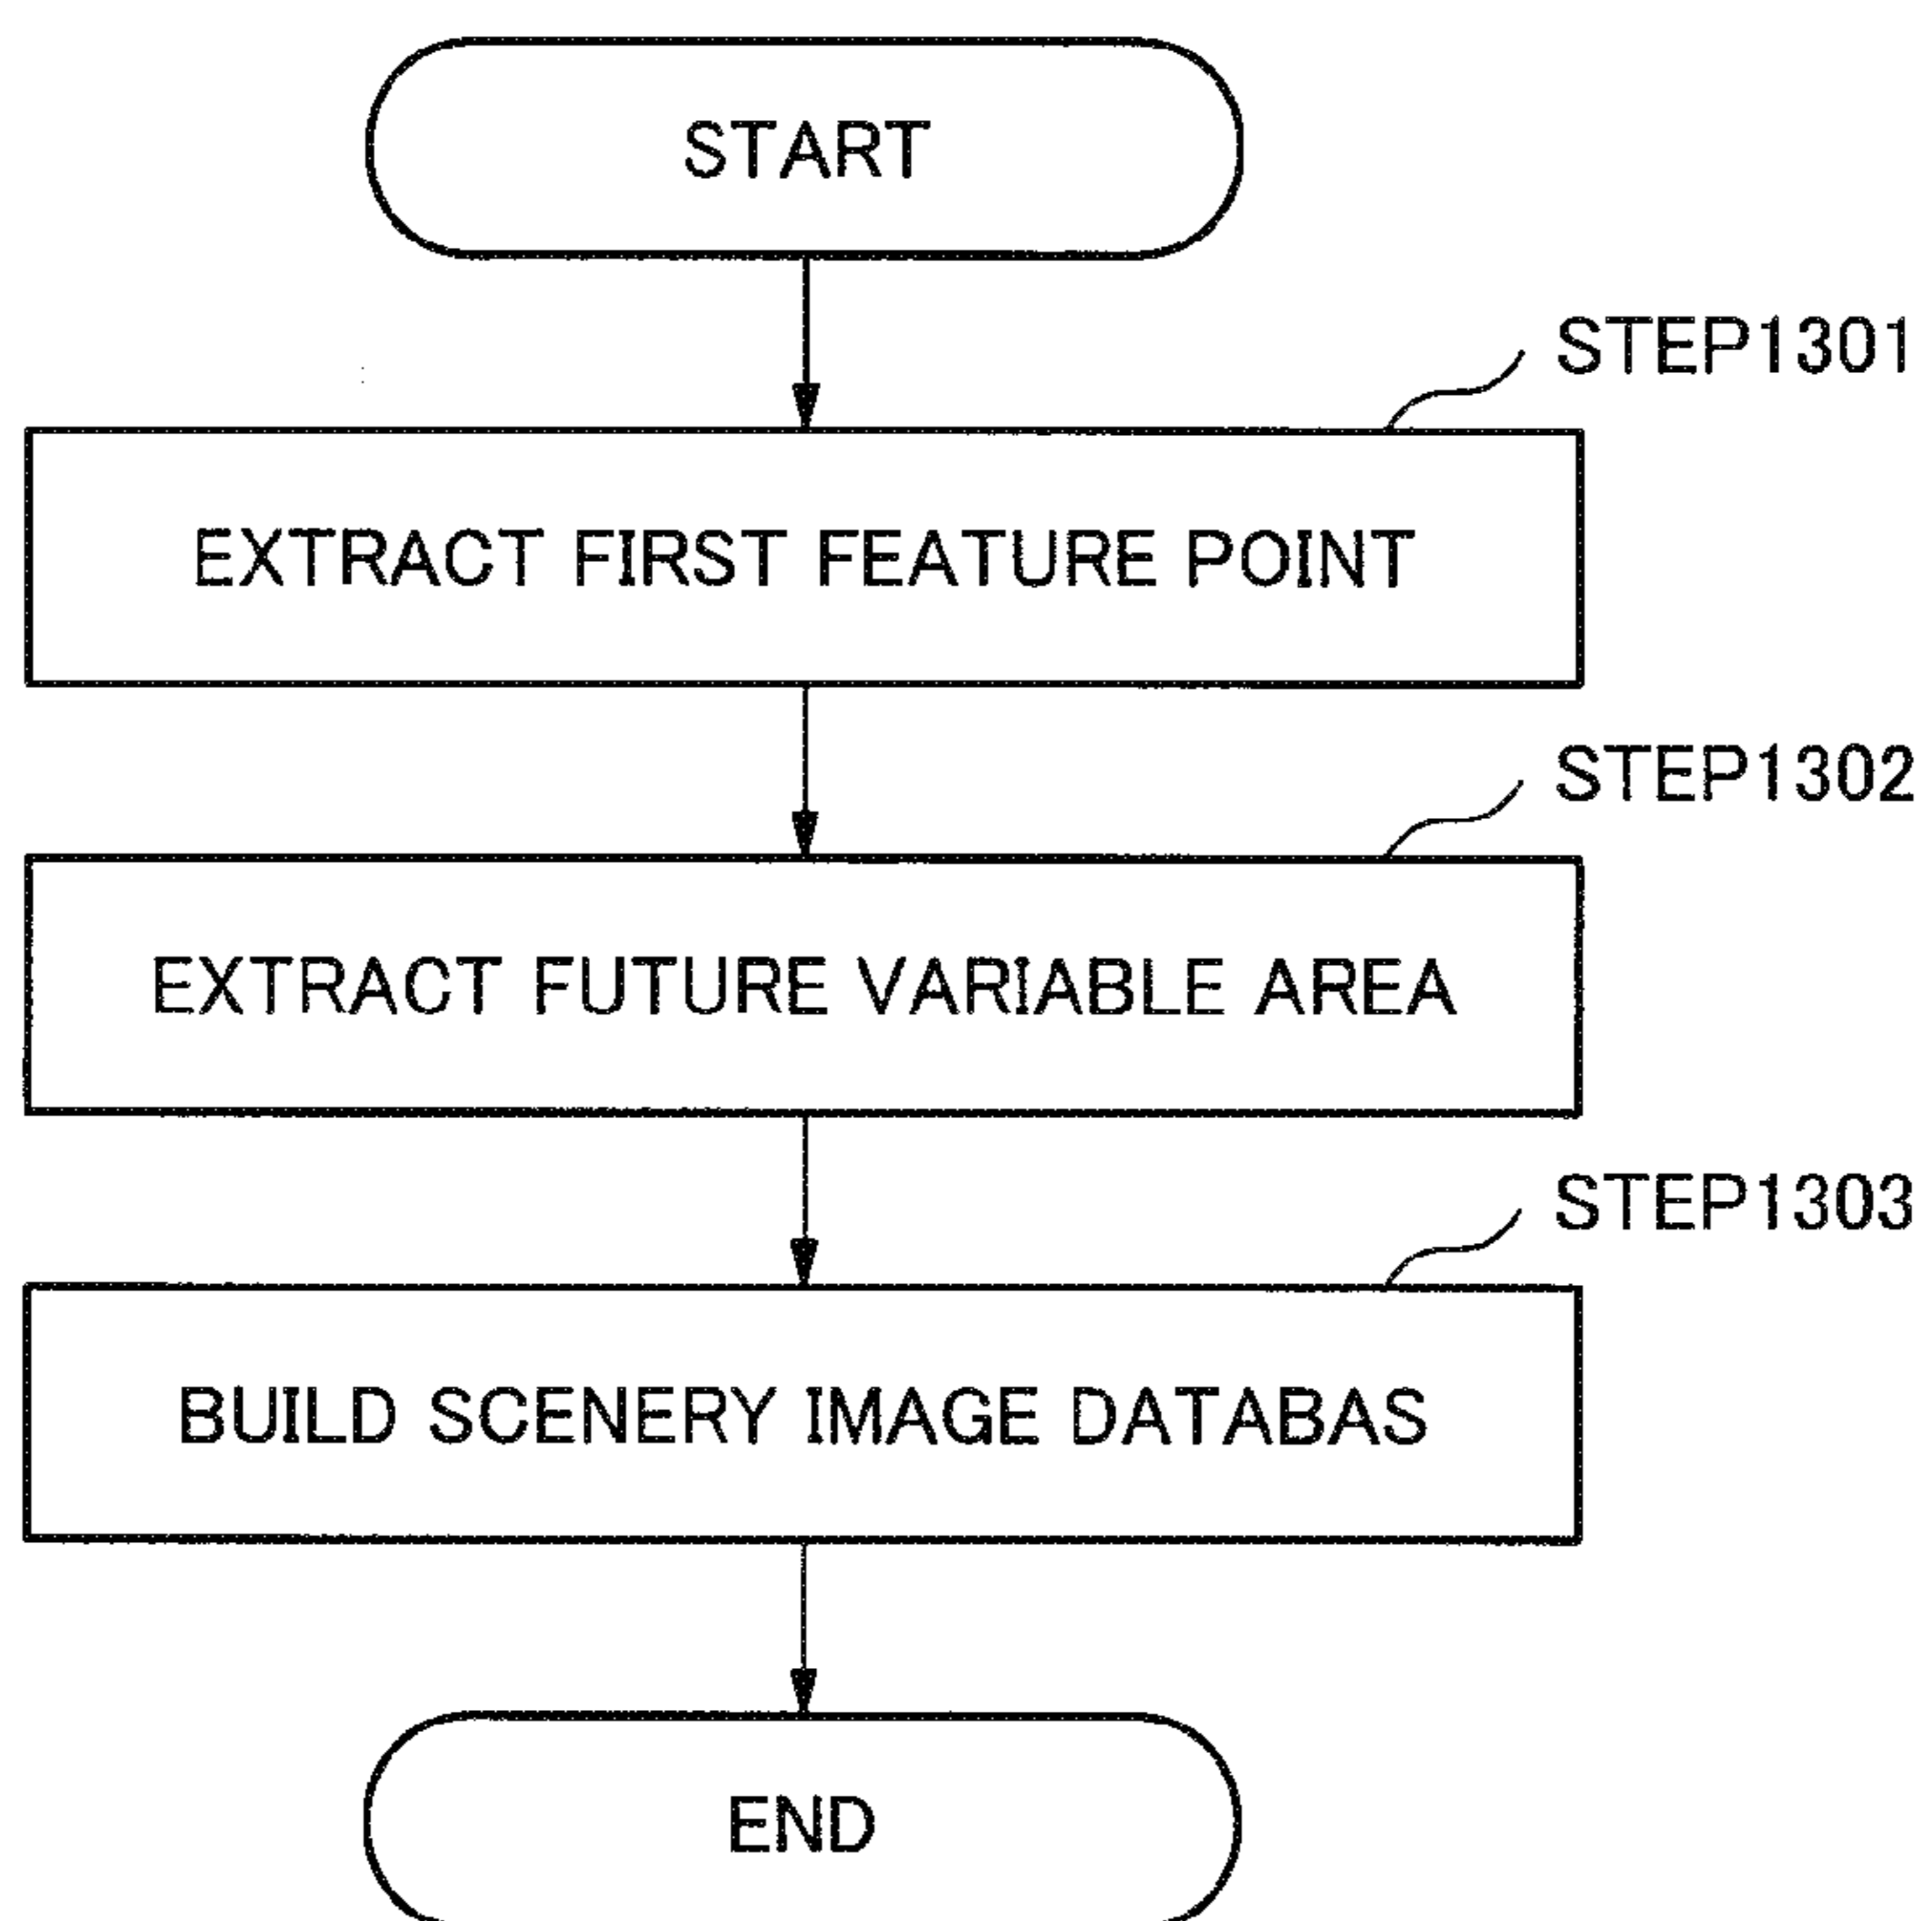 START
STEP1301
EXTRACT FIRST FEATURE POINT
STEP1302
EXTRACT FUTURE VARIABLE AREA
STEP1303
BUILD SCENERY IMAGE DATABAS
END